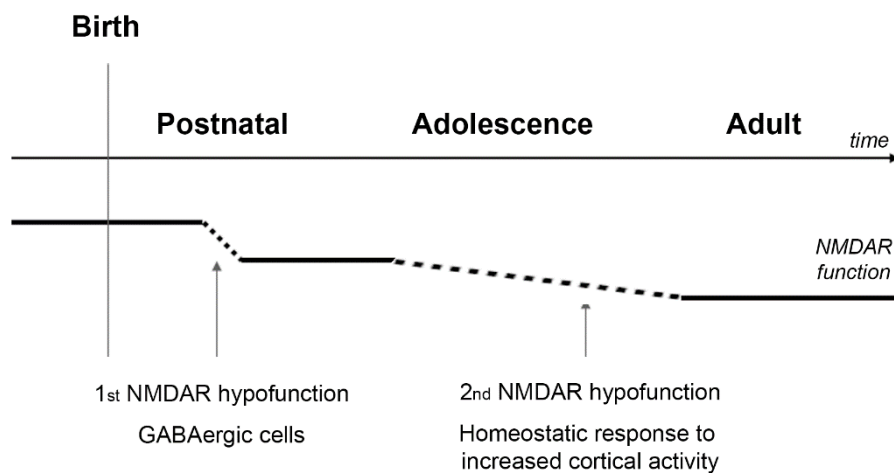 Birth
Postnatal
Adolescence
Adult
time
NMDAR
function
1st NMDAR hypofunction
GABAergic cells
2nd NMDAR hypofunction
Homeostatic response to
increased cortical activity